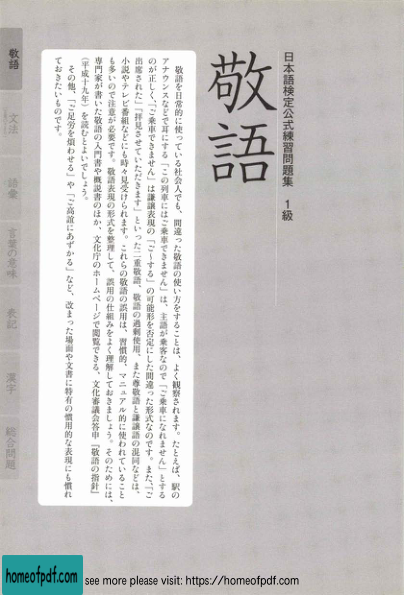 日本語検定公式練習問題集 1級
敬語
敬語を日常的に使っている社会人でも、間違った敬語の使い方をすることは、よく観察されます。たとえば、駅の
アナウンスなどで耳にする「この列車にはご乗車できません」は、主語が乗客なので「ご乗車になれません」とする
のが正しく、「ご乗車できません」は謙譲表現の「ご〜する」の可能形を否定にした間違った形式なのです。また、「ご
出席された」「拝見させていただきます」といった二重敬語、敬語の過剰使用、また尊敬語と謙譲語の混同などは、
小説やテレビ番組などにも時々見受けられます。これらの敬語の誤用は、習慣的、マニュアル的に使われていること
も多いので注意が必要です。敬語表現の形式を整理して、誤用の仕組みをよく理解しておきましょう。そのためには、
専門家が書いた敬語の入門書や概説書のほか、文化庁のホームページで閲覧できる、文化審議会答申『敬語の指針』
(平成十九年)を読むとよいでしょう。
その他、「ご足労を煩わせる」や「ご高誼にあずかる」など、改まった場面や文書に特有の慣用的な表現にも慣れ
ておきたいものです。
敬語
文法
語彙
言葉の意味
表記
漢字
総合問題
homeofpdf.com
see more please visit: https://homeofpdf.com